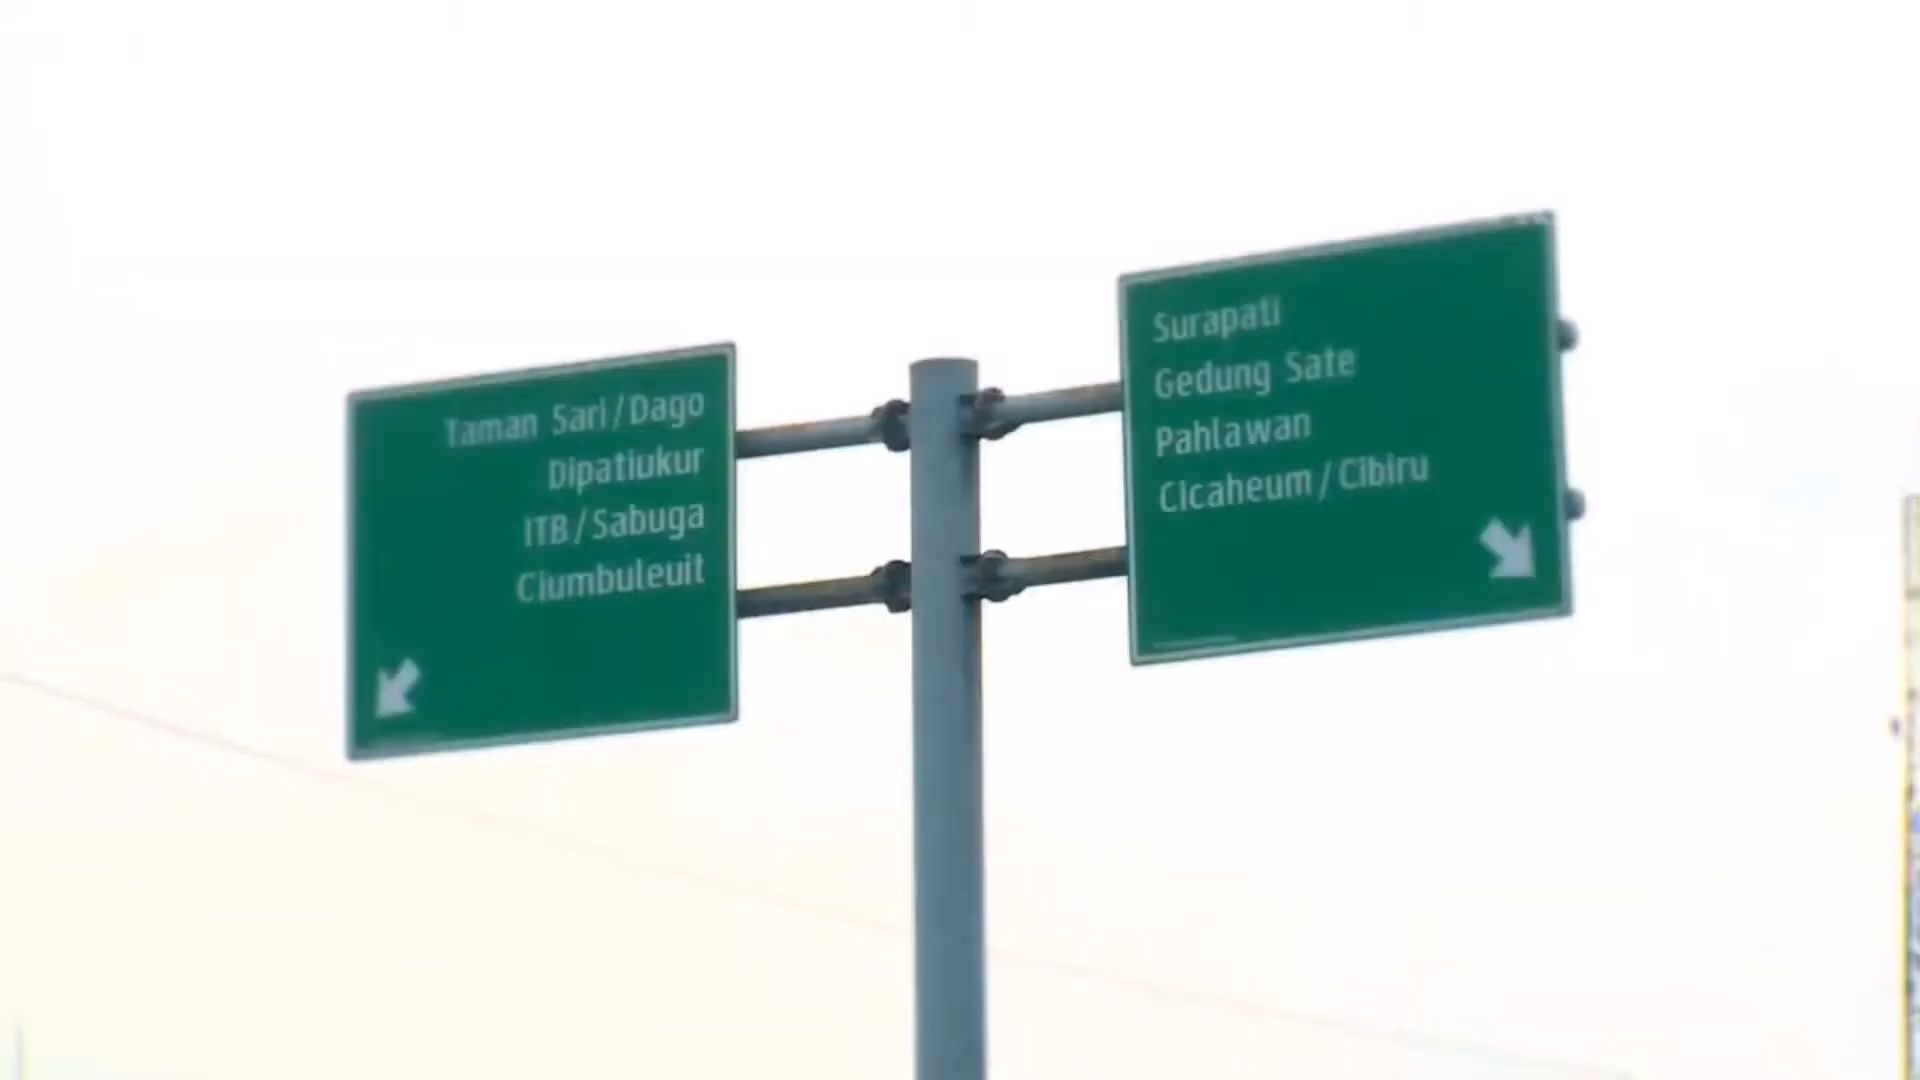 Taman Sari/Dago
Dipatiukur
ITB/Sabuga
Ciumbuleuit
Surapati
Gedung Sate
Pahlawan
Cicaheum/Cibiru